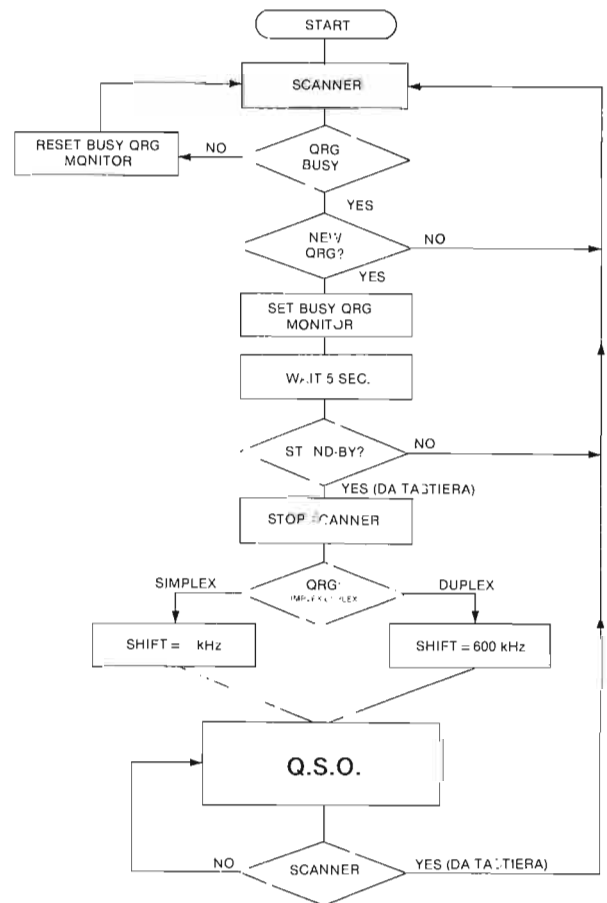 START
SCANNER
QRG
BUSY
NO
RESET BUSY QRG
MONITOR
YES
NEW
QRG?
NO
YES
SET BUSY QRG
MONITOR
WAIT 5 SEC.
ST ND-BY?
NO
YES (DA TASTIERA)
STOP SCANNER
QRG
SIMPLEX
DUPLEX
SHIFT = kHz
SHIFT = 600 kHz
Q.S.O.
SCANNER
NO
YES (DA TASTIERA)